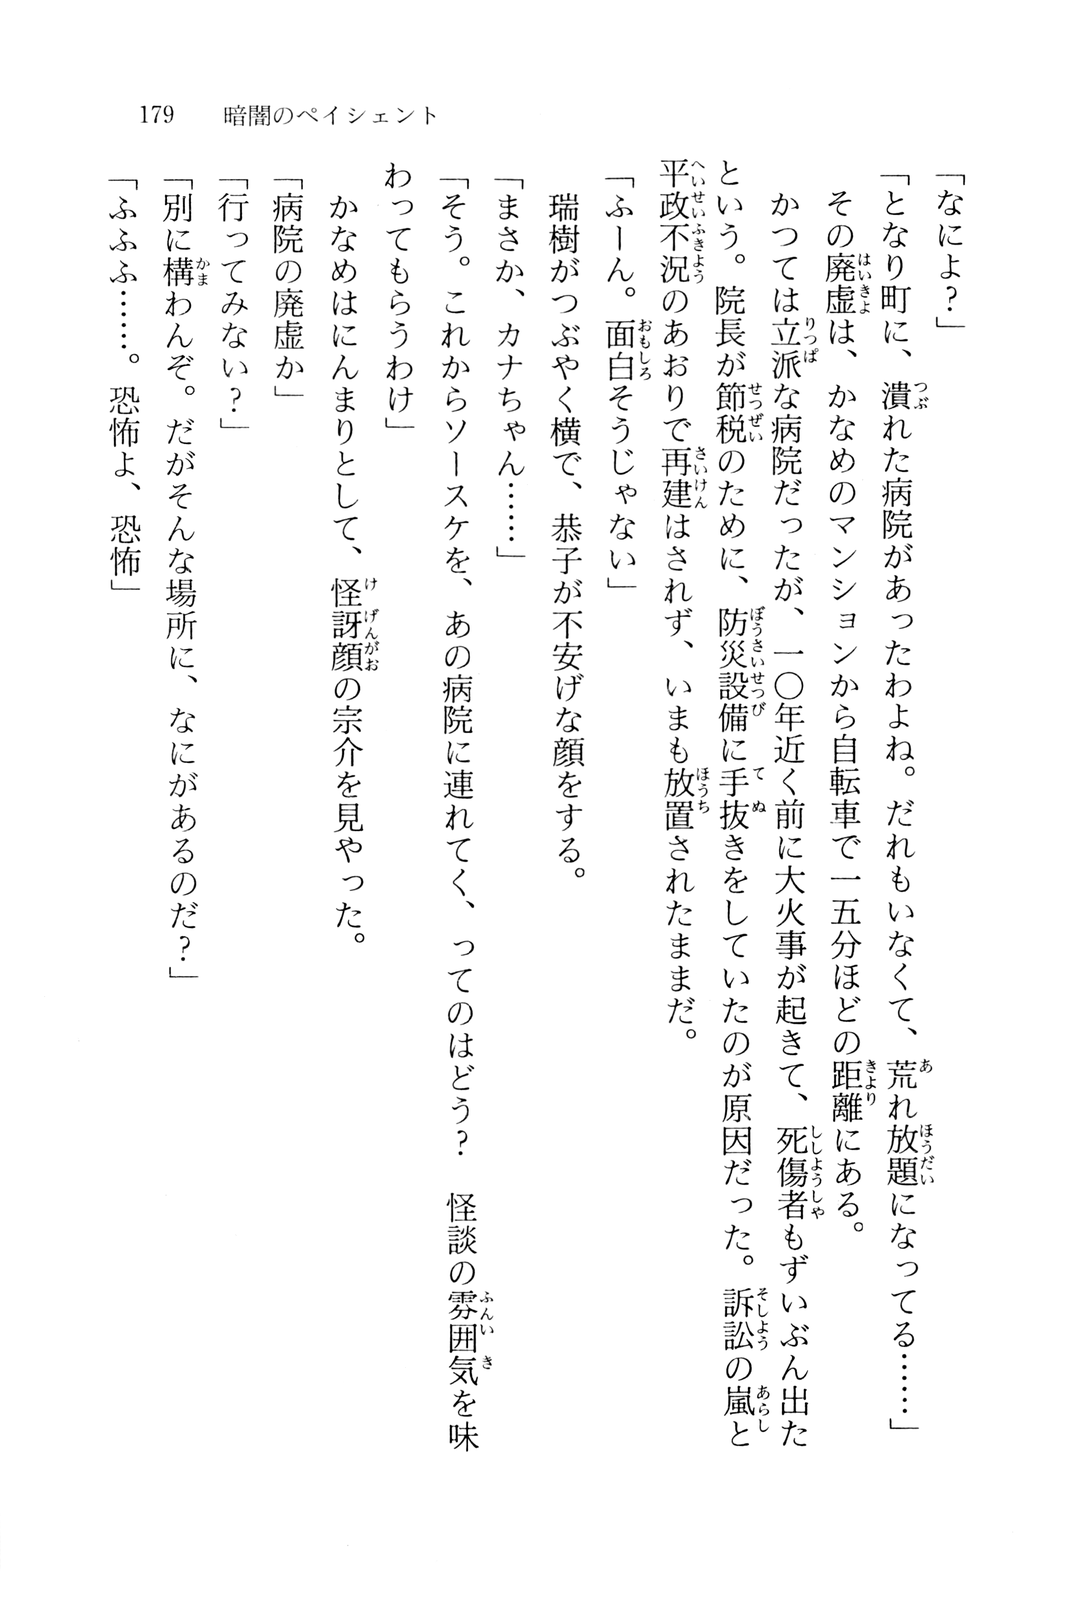 179　暗闇のペイシェント
「なによ？」
「となり町に、潰れた病院があったわよね。だれもいなくて、荒れ放題になってる……」
　その廃虚は、かなめのマンションから自転車で一五分ほどの距離にある。
　かつては立派な病院だったが、一〇年近く前に大火事が起きて、死傷者もずいぶん出た
という。院長が節税のために、防災設備に手抜きをしていたのが原因だった。訴訟の嵐と
平政不況のあおりで再建はされず、いまも放置されたままだ。
「ふーん。面白そうじゃない」
　瑞樹がつぶやく横で、恭子が不安げな顔をする。
「まさか、カナちゃん……」
「そう。これからソースケを、あの病院に連れてく、ってのはどう？　怪談の雰囲気を味
わってもらうわけ」
　かなめはにんまりとして、怪訝顔の宗介を見やった。
「病院の廃虚か」
「行ってみない？」
「別に構わんぞ。だがそんな場所に、なにがあるのだ？」
「ふふふ……。恐怖よ、恐怖」